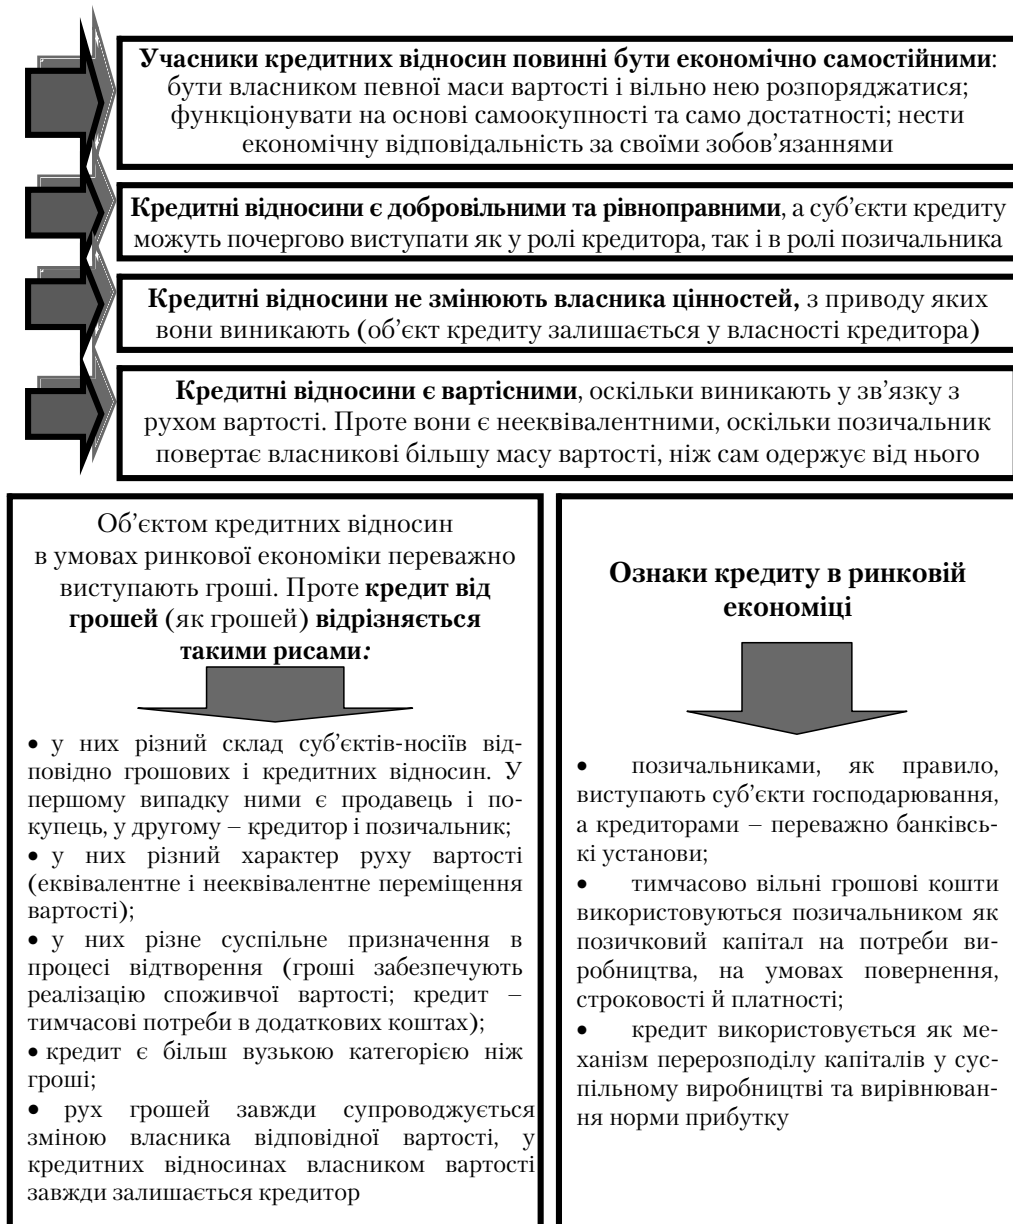 Учасники кредитних відносин повинні бути економічно самостійними:
бути власником певної маси вартості і вільно нею розпоряджатися;
функціонувати на основі самоокупності та само достатності; нести
економічну відповідальність за своїми зобов’язаннями
Кредитні відносини є добровільними та рівноправними, а суб’єкти кредиту
можуть почергово виступати як у ролі кредитора, так і в ролі позичальника
Кредитні відносини не змінюють власника цінностей, з приводу яких
вони виникають (об’єкт кредиту залишається у власності кредитора)
Кредитні відносини є вартісними, оскільки виникають у зв’язку з
рухом вартості. Проте вони є нееквівалентними, оскільки позичальник
повертає власникові більшу масу вартості, ніж сам одержує від нього
Об’єктом кредитних відносин
в умовах ринкової економіки переважно
виступають гроші. Проте кредит від
грошей (як грошей) відрізняється
такими рисами:
• у них різний склад суб’єктів-носіїв від-
повідно грошових і кредитних відносин. У
першому випадку ними є продавець і по-
купець, у другому – кредитор і позичальник;
• у них різний характер руху вартості
(еквівалентне і нееквівалентне переміщення
вартості);
• у них різне суспільне призначення в
процесі відтворення (гроші забезпечують
реалізацію споживчої вартості; кредит –
тимчасові потреби в додаткових коштах);
• кредит є більш вузькою категорією ніж
гроші;
• рух грошей завжди супроводжується
зміною власника відповідної вартості, у
кредитних відносинах власником вартості
завжди залишається кредитор
Ознаки кредиту в ринковій
економіці
• позичальниками, як правило,
виступають суб’єкти господарювання,
а кредиторами – переважно банківсь-
кі установи;
• тимчасово вільні грошові кошти
використовуються позичальником як
позичковий капітал на потреби ви-
робництва, на умовах повернення,
строковості й платності;
• кредит використовується як ме-
ханізм перерозподілу капіталів у сус-
пільному виробництві та вирівнюван-
ня норми прибутку